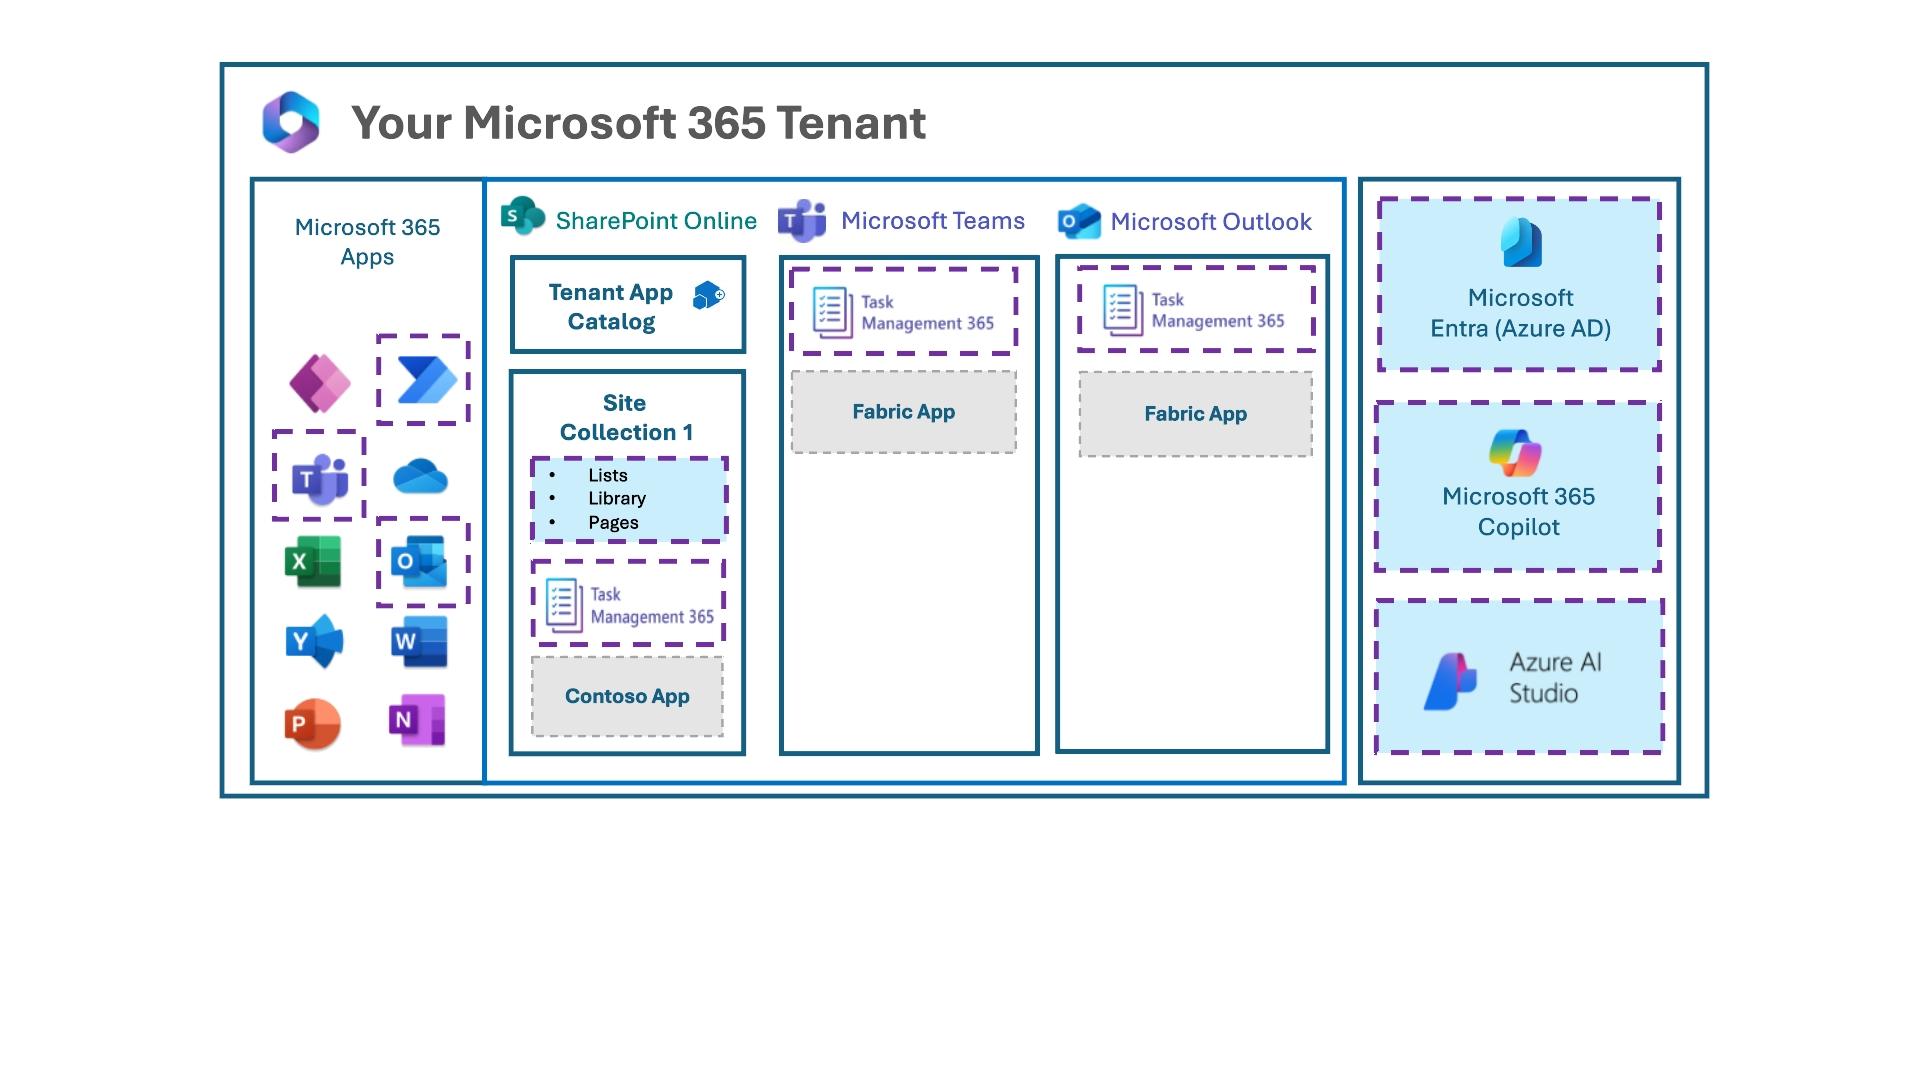 Your Microsoft 365 Tenant
Microsoft 365
Apps
T
X
O
Y
W
P
N
S
SharePoint Online
Tenant App
Catalog
Site
Collection 1
• Lists
• Library
• Pages
Task
Management 365
Contoso App
T
Microsoft Teams
Task
Management 365
Fabric App
O
Microsoft Outlook
Task
Management 365
Fabric App
Microsoft
Entra (Azure AD)
Microsoft 365
Copilot
Azure AI
Studio